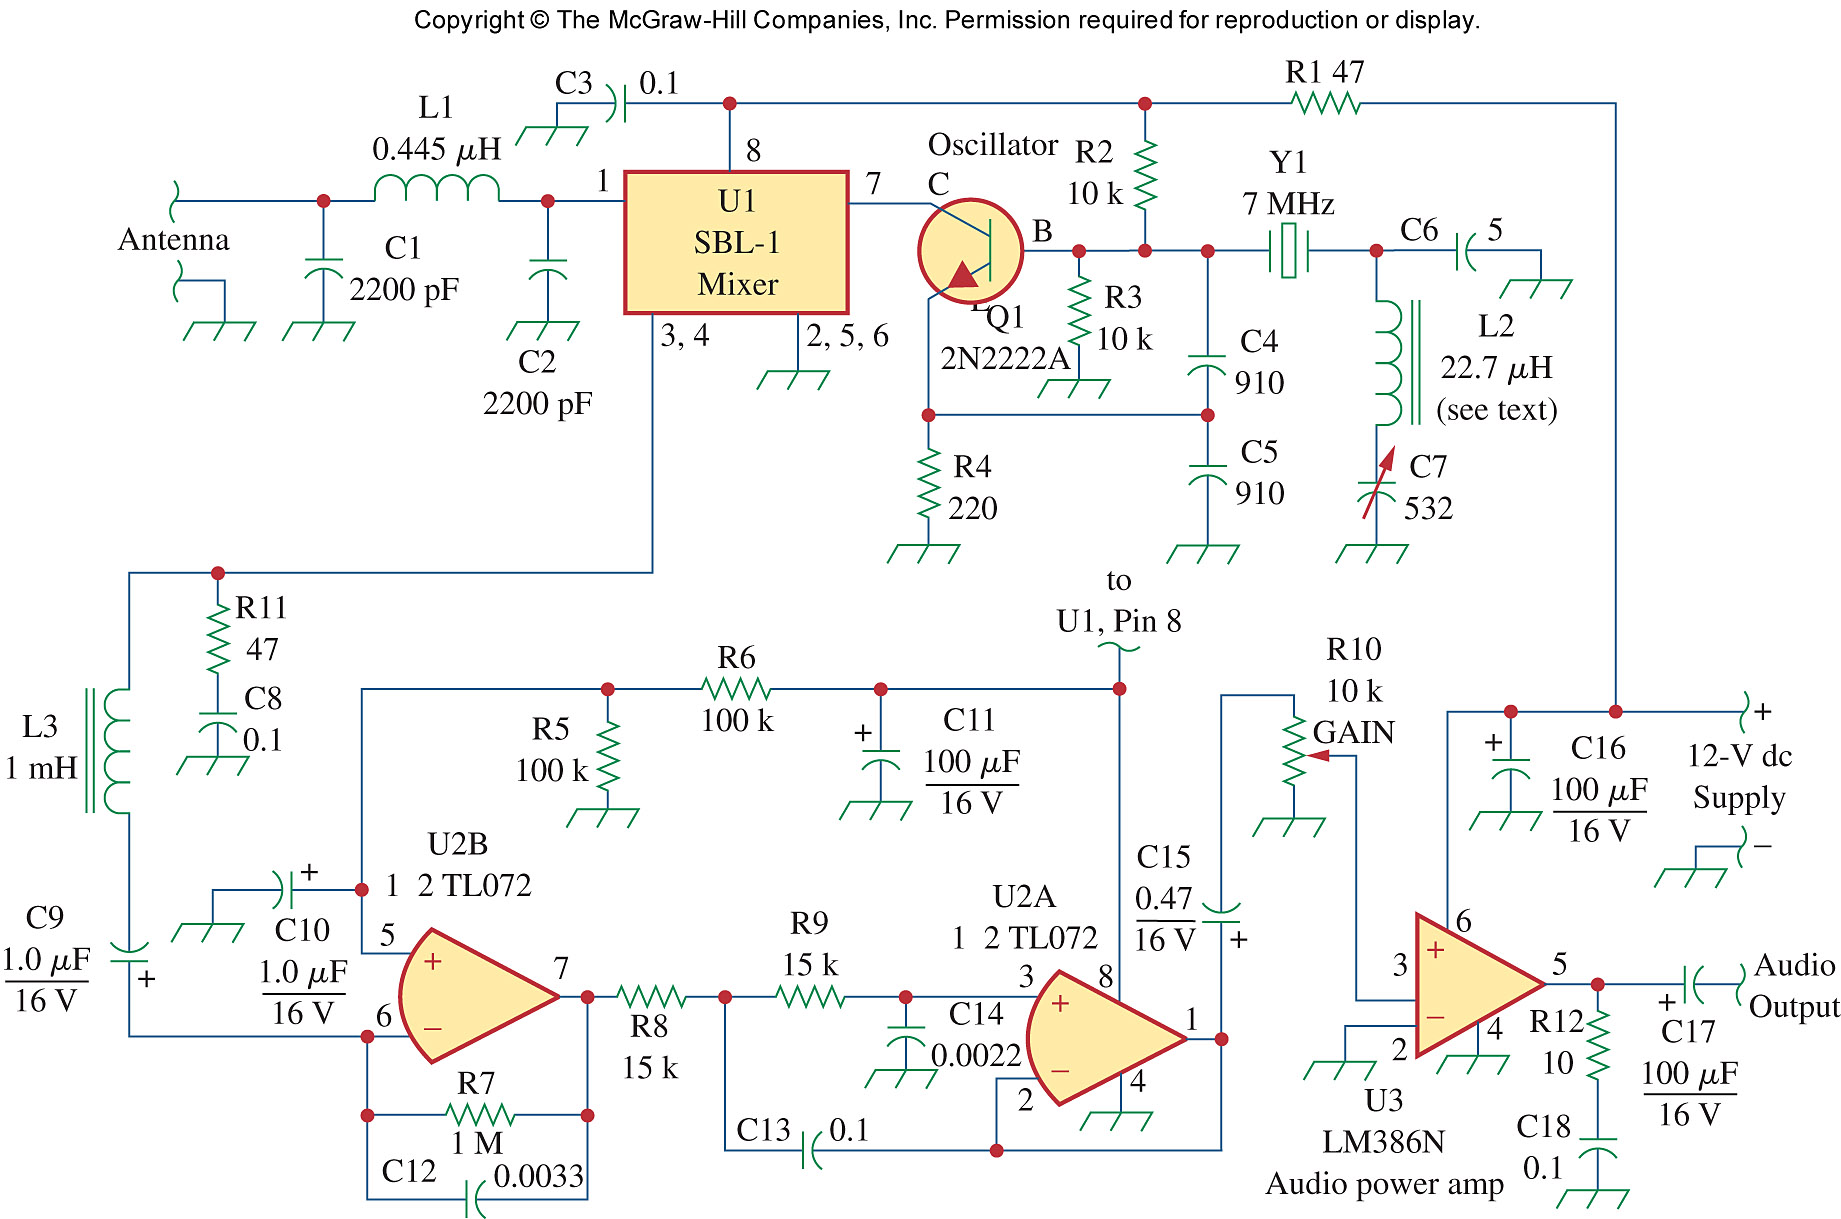 Copyright © The McGraw-Hill Companies, Inc. Permission required for reproduction or display.
C3 0.1
R1 47
L1
0.445 μH
8
Oscillator
R2
10 k
Y1
7 MHz
1
U1
SBL-1
Mixer
7
C
B
C6 5
Antenna
C1
2200 pF
C2
2200 pF
3, 4
2, 5, 6
E
Q1
2N2222A
R3
10 k
C4
910
L2
22.7 μH
(see text)
R4
220
C5
910
C7
532
to
U1, Pin 8
R11
47
C8
0.1
L3
1 mH
R6
100 k
R5
100 k
+
C11
100 μF
16 V
R10
10 k
GAIN
+
C16
100 μF
16 V
+
12-V dc
Supply
−
U2B
1 2 TL072
+
C10
1.0 μF
16 V
C9
1.0 μF
16 V
+
5
+
6
−
7
R8
15 k
R9
15 k
U2A
1 2 TL072
C14
0.0022
3
+
8
2
−
4
1
C15
0.47
16 V
+
R7
1 M
C12 0.0033
C13 0.1
3
+
6
2
−
4
5
U3
LM386N
Audio power amp
R12
10
C18
0.1
+
C17
100 μF
16 V
Audio
Output